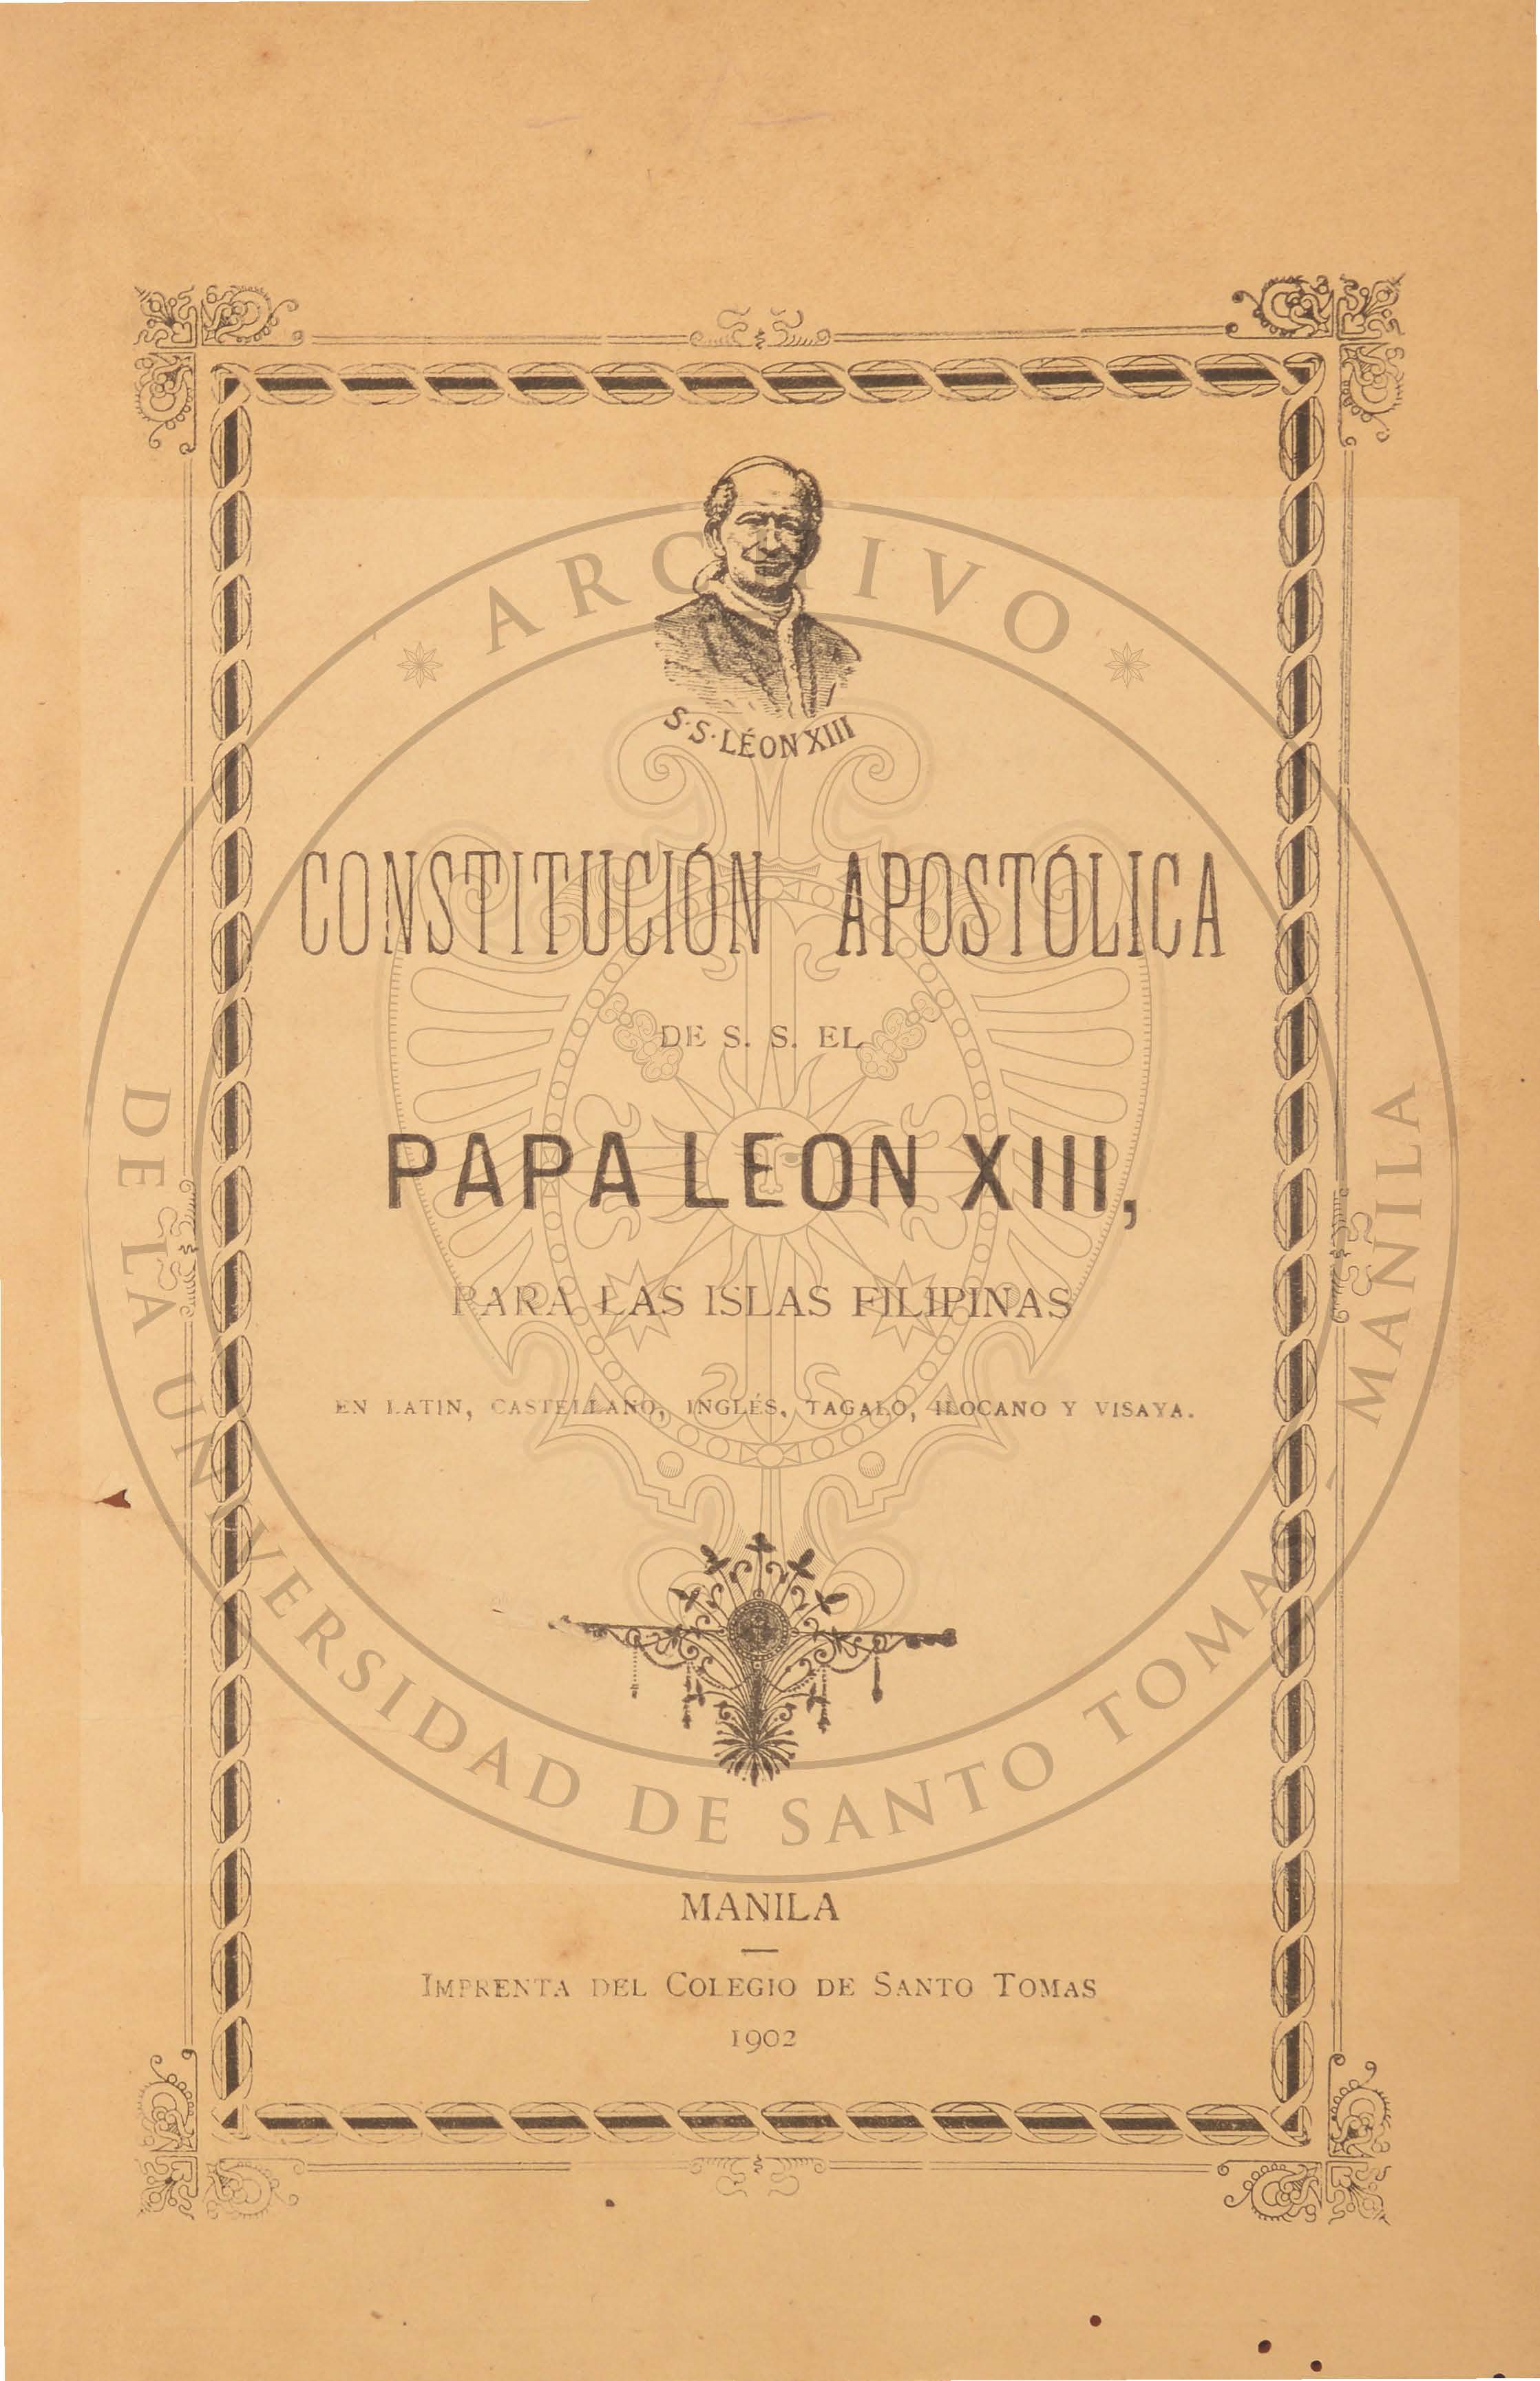 S. S. LÉON XIII
CONSTITUCIÓN APOSTÓLICA
DE S. S. EL
PAPA LEON XIII,
PARA LAS ISLAS FILIPINAS
EN LATIN, CASTELLANO, INGLÉS, TAGALO, ILOCANO Y VISAYA.
MANILA
IMPRENTA DEL COLEGIO DE SANTO TOMAS
1902
ARCHIVO
DE LA UNIVERSIDAD DE SANTO TOMAS, MANILA